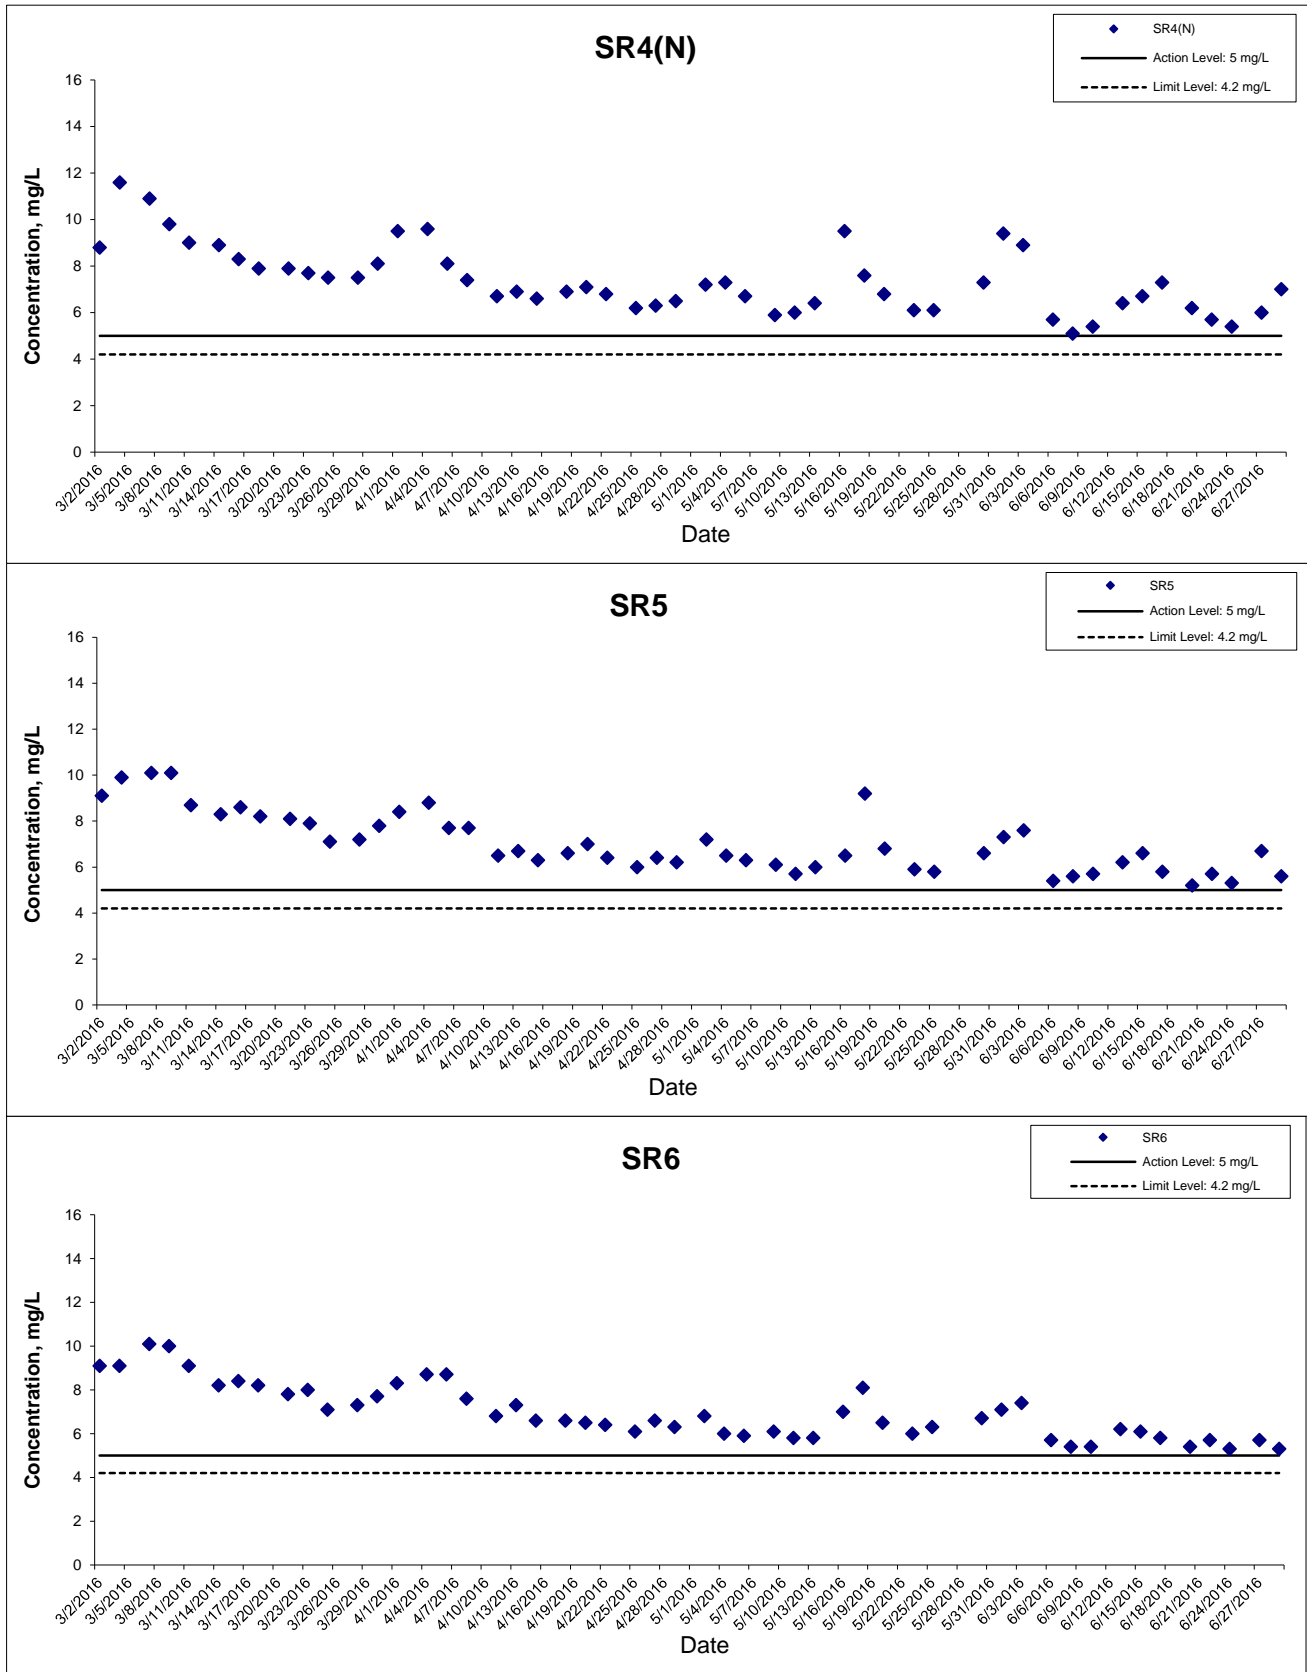 SR4(N)
SR4(N)
Action Level: 5 mg/L
Limit Level: 4.2 mg/L
Concentration, mg/L
16
14
12
10
8
6
4
2
0
3/2/2016 3/5/2016 3/8/2016 3/11/2016 3/14/2016 3/17/2016 3/20/2016 3/23/2016 3/26/2016 3/29/2016 4/1/2016 4/4/2016 4/7/2016 4/10/2016 4/13/2016 4/16/2016 4/19/2016 4/22/2016 4/25/2016 4/28/2016 5/1/2016 5/4/2016 5/7/2016 5/10/2016 5/13/2016 5/16/2016 5/19/2016 5/22/2016 5/25/2016 5/28/2016 5/31/2016 6/3/2016 6/6/2016 6/9/2016 6/12/2016 6/15/2016 6/18/2016 6/21/2016 6/24/2016 6/27/2016
Date
SR5
SR5
Action Level: 5 mg/L
Limit Level: 4.2 mg/L
Concentration, mg/L
16
14
12
10
8
6
4
2
0
3/2/2016 3/5/2016 3/8/2016 3/11/2016 3/14/2016 3/17/2016 3/20/2016 3/23/2016 3/26/2016 3/29/2016 4/1/2016 4/4/2016 4/7/2016 4/10/2016 4/13/2016 4/16/2016 4/19/2016 4/22/2016 4/25/2016 4/28/2016 5/1/2016 5/4/2016 5/7/2016 5/10/2016 5/13/2016 5/16/2016 5/19/2016 5/22/2016 5/25/2016 5/28/2016 5/31/2016 6/3/2016 6/6/2016 6/9/2016 6/12/2016 6/15/2016 6/18/2016 6/21/2016 6/24/2016 6/27/2016
Date
SR6
SR6
Action Level: 5 mg/L
Limit Level: 4.2 mg/L
Concentration, mg/L
16
14
12
10
8
6
4
2
0
3/2/2016 3/5/2016 3/8/2016 3/11/2016 3/14/2016 3/17/2016 3/20/2016 3/23/2016 3/26/2016 3/29/2016 4/1/2016 4/4/2016 4/7/2016 4/10/2016 4/13/2016 4/16/2016 4/19/2016 4/22/2016 4/25/2016 4/28/2016 5/1/2016 5/4/2016 5/7/2016 5/10/2016 5/13/2016 5/16/2016 5/19/2016 5/22/2016 5/25/2016 5/28/2016 5/31/2016 6/3/2016 6/6/2016 6/9/2016 6/12/2016 6/15/2016 6/18/2016 6/21/2016 6/24/2016 6/27/2016
Date